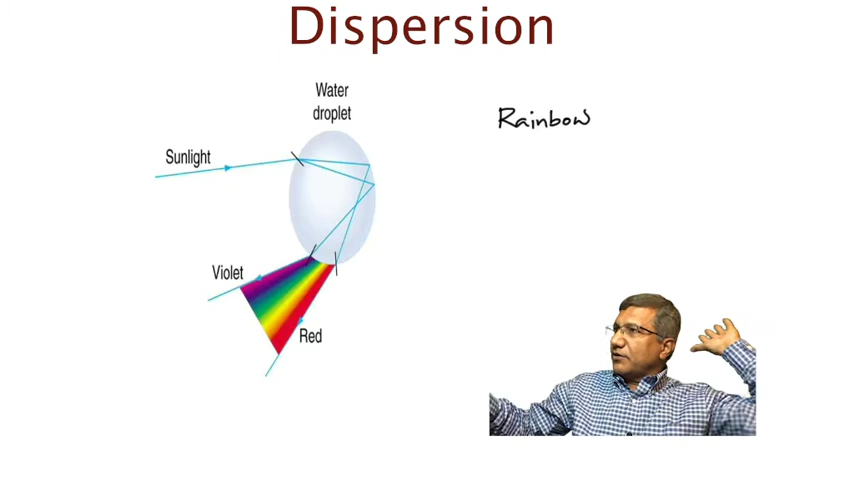 Dispersion
Water
droplet
Rainbow
Sunlight
Violet
Red